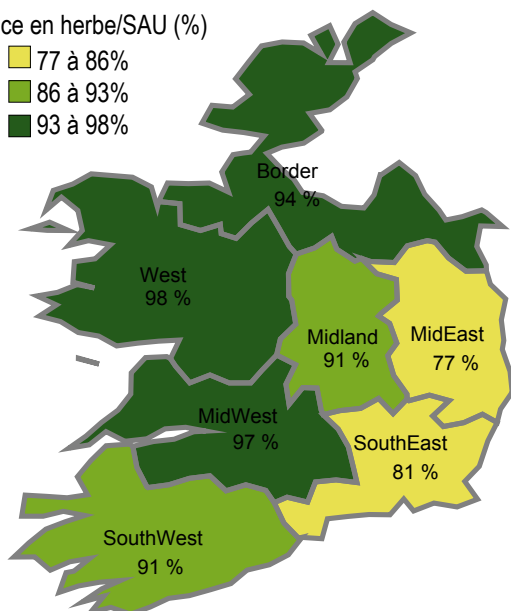 ce en herbe/SAU (%)
77 à 86%
86 à 93%
93 à 98%
Border
94 %
West
98 %
Midland
91 %
MidEast
77 %
MidWest
97 %
SouthEast
81 %
SouthWest
91 %